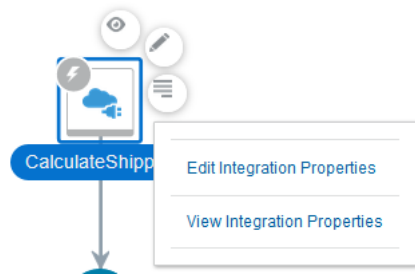 CalculateShipp
Edit Integration Properties
View Integration Properties